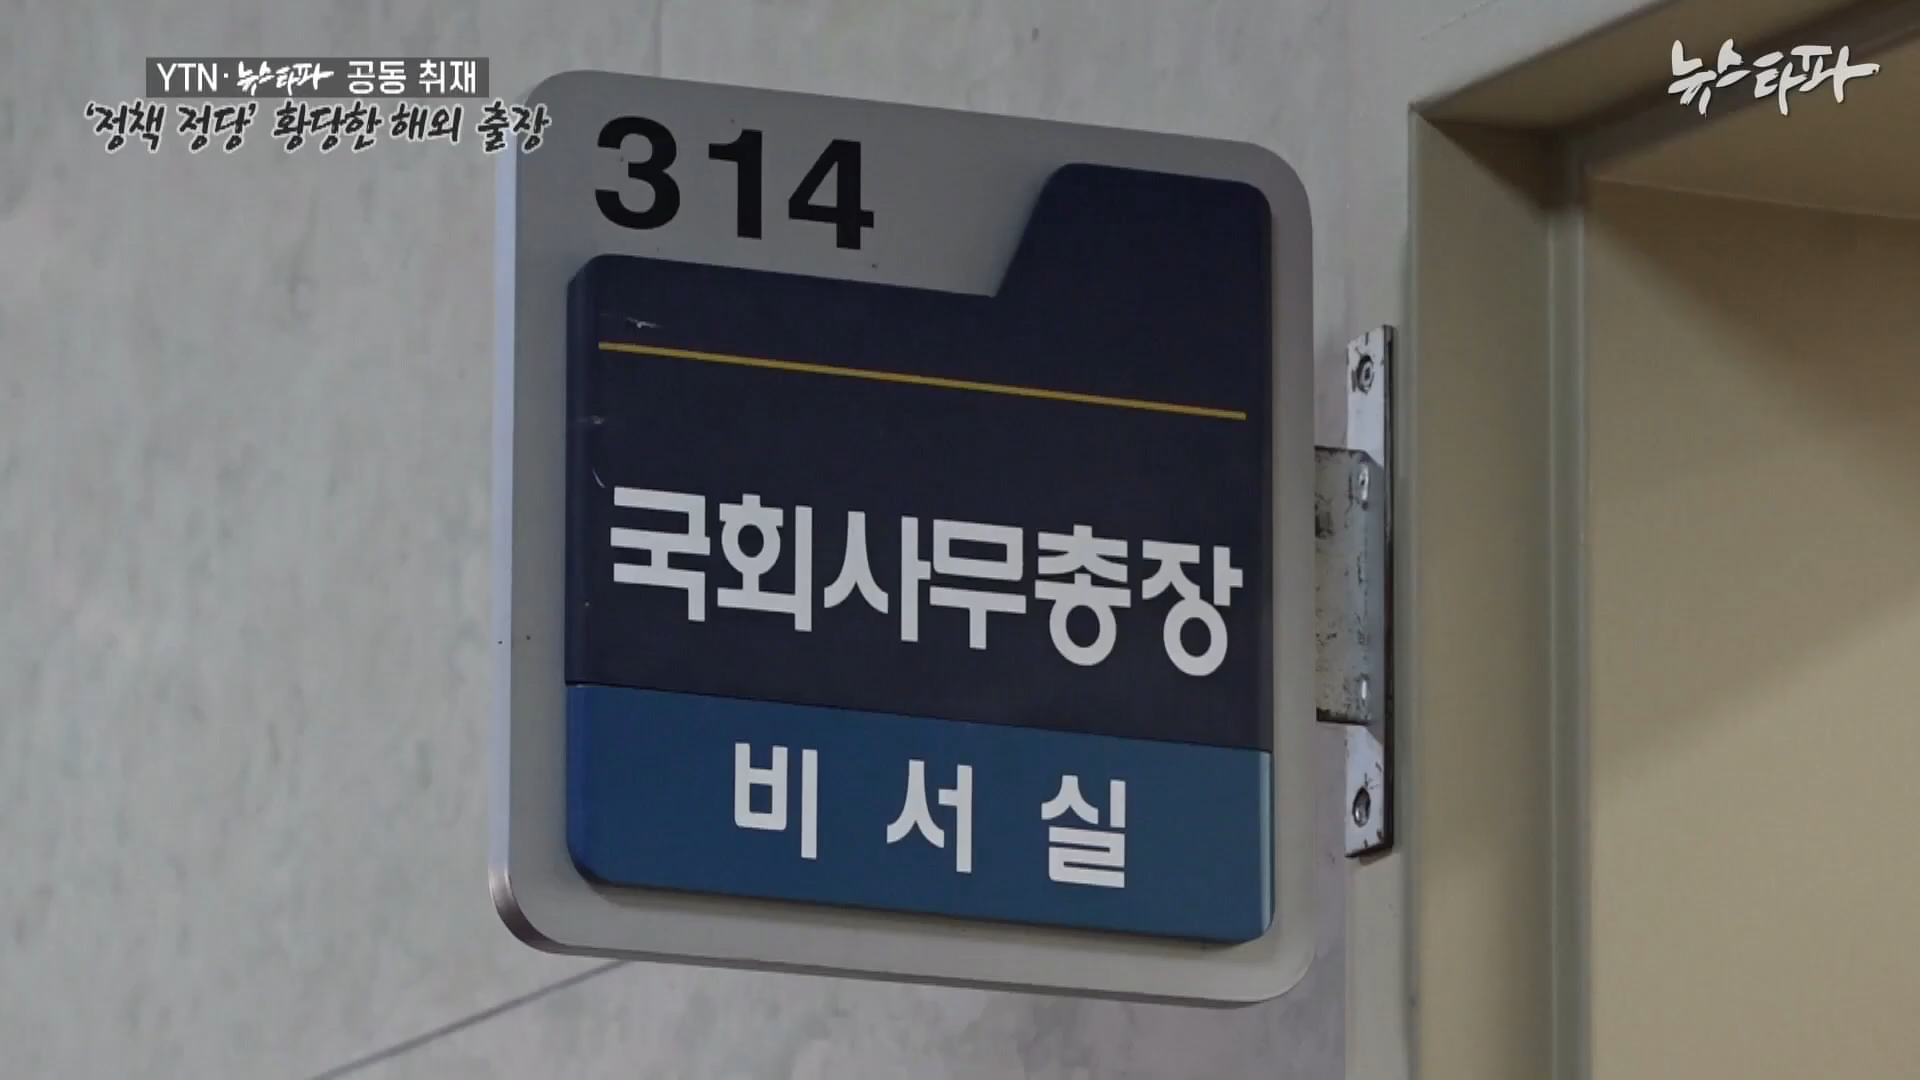 YTN·뉴스타파 공동 취재
'정책 정당' 황당한 해외 출장
뉴스타파
314
국회사무총장
비서실